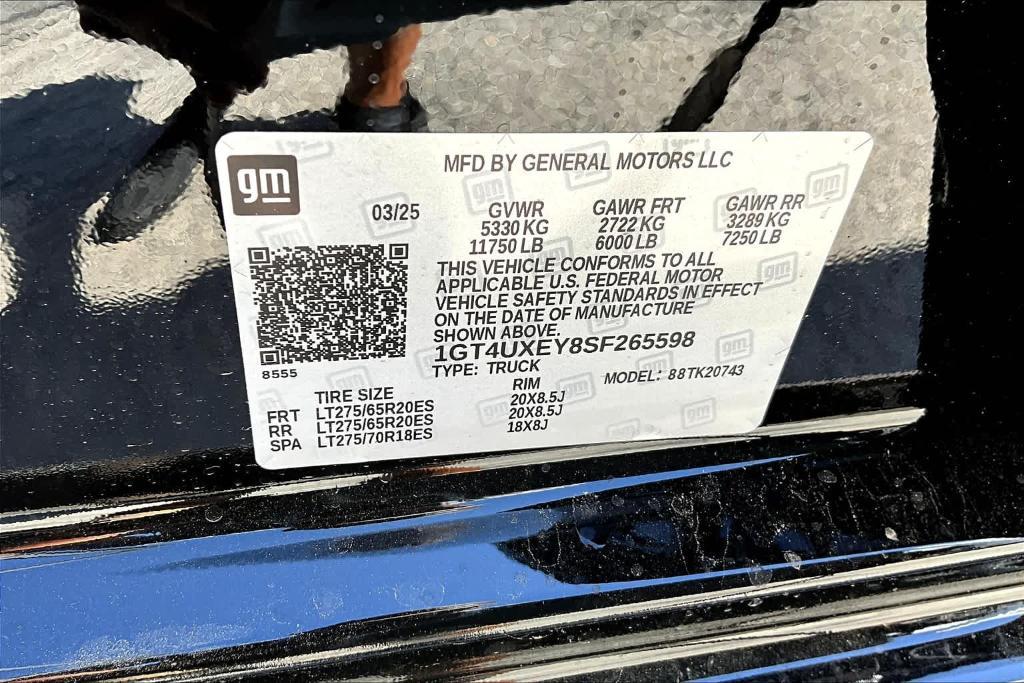 gm
MFD BY GENERAL MOTORS LLC
03/25
GVWR GAWR FRT GAWR RR
5330 KG 2722 KG 3289 KG
11750 LB 6000 LB 7250 LB
THIS VEHICLE CONFORMS TO ALL
APPLICABLE U.S. FEDERAL MOTOR
VEHICLE SAFETY STANDARDS IN EFFECT
ON THE DATE OF MANUFACTURE
SHOWN ABOVE.
1GT4UXEY8SF265598
TYPE: TRUCK MODEL: 88TK20743
8555
TIRE SIZE RIM
FRT LT275/65R20ES 20X8.5J
RR LT275/65R20ES 20X8.5J
SPA LT275/70R18ES 18X8J